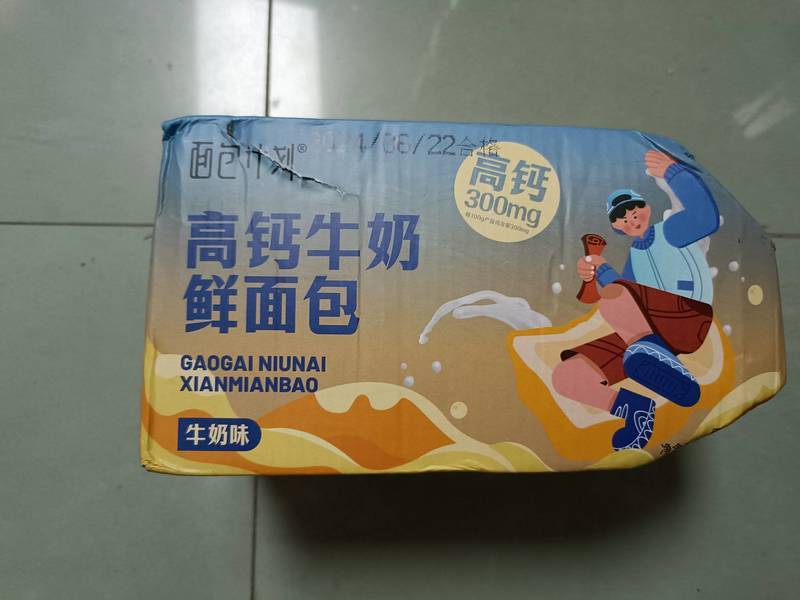 面包计划®
2024/06/22合格
高钙
300mg
高钙牛奶
鲜面包
GAOGAI NIUNAI
XIANMIANBAO
牛奶味